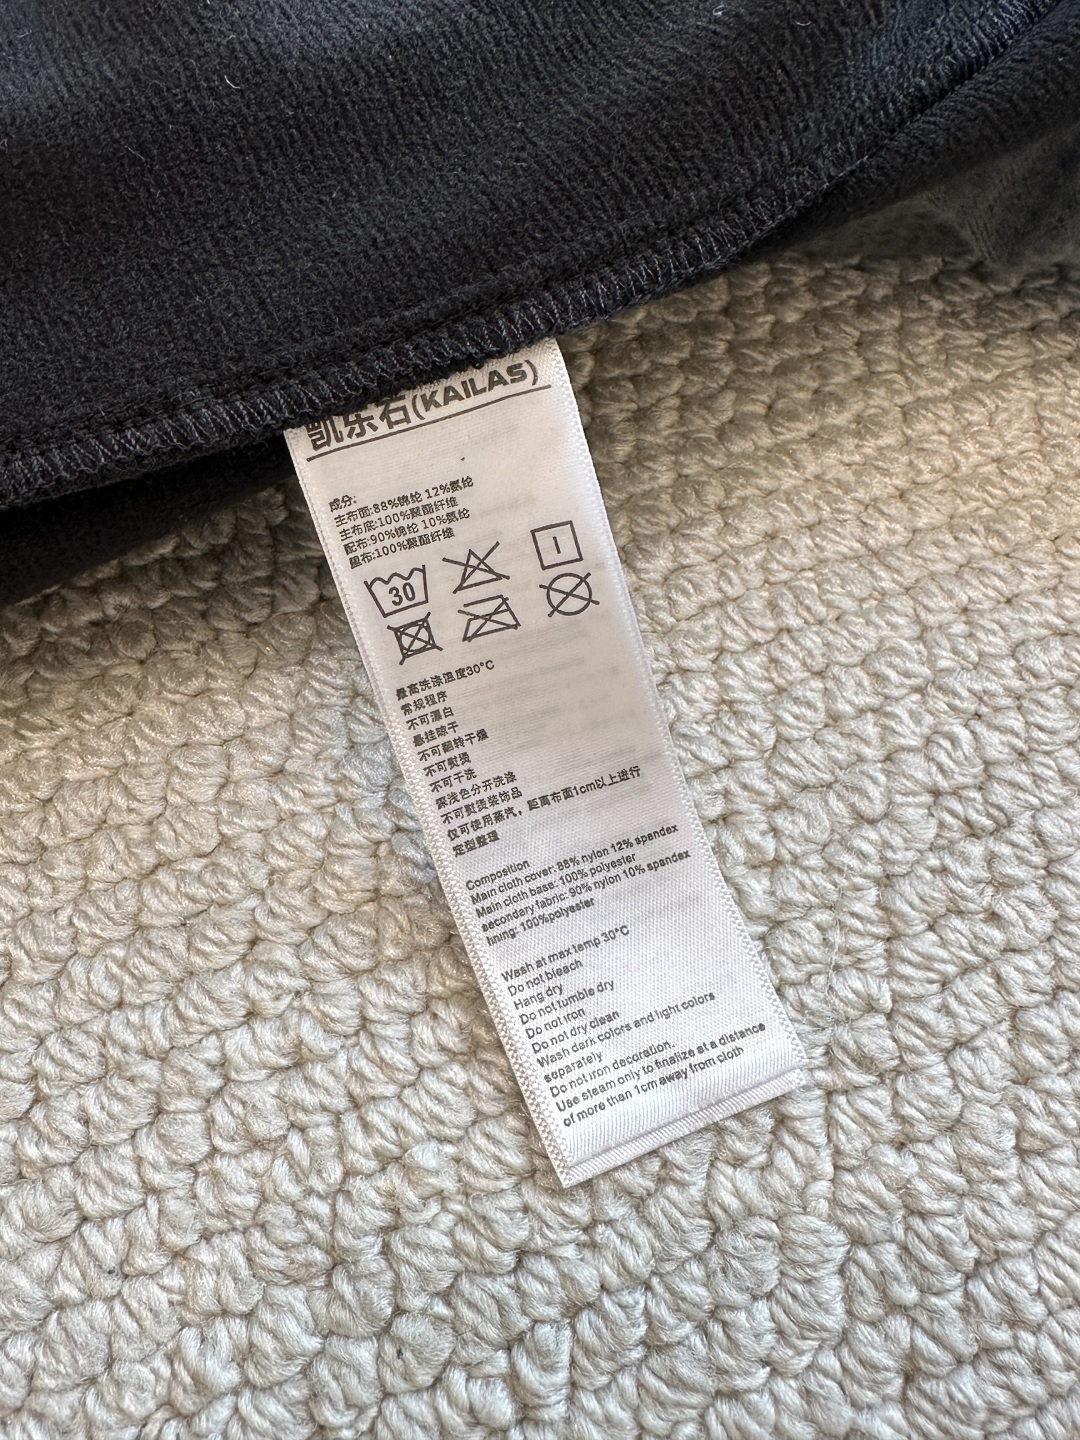 凯乐石(KAILAS)
成分:
主布面:88%锦纶 12%氨纶
主布底:100%聚酯纤维
配布:90%锦纶 10%氨纶
里布:100%聚酯纤维
30
最高洗涤温度30°C
常规程序
不可漂白
悬挂晾干
不可翻转干燥
不可熨烫
不可干洗
深浅色分开洗涤
不可熨烫装饰品
仅可使用蒸汽，距离布面1cm以上进行
定型整理
Composition
Main cloth cover: 88% nylon 12% spandex
Main cloth base: 100% polyester
secondary fabric: 90% nylon 10% spandex
lining: 100%polyester
Wash at max temp 30°C
Do not bleach
Hang dry
Do not tumble dry
Do not iron
Do not dry clean
Wash dark colors and light colors
separately
Do not iron decoration.
Use steam only to finalize at a distance
of more than 1cm away from cloth